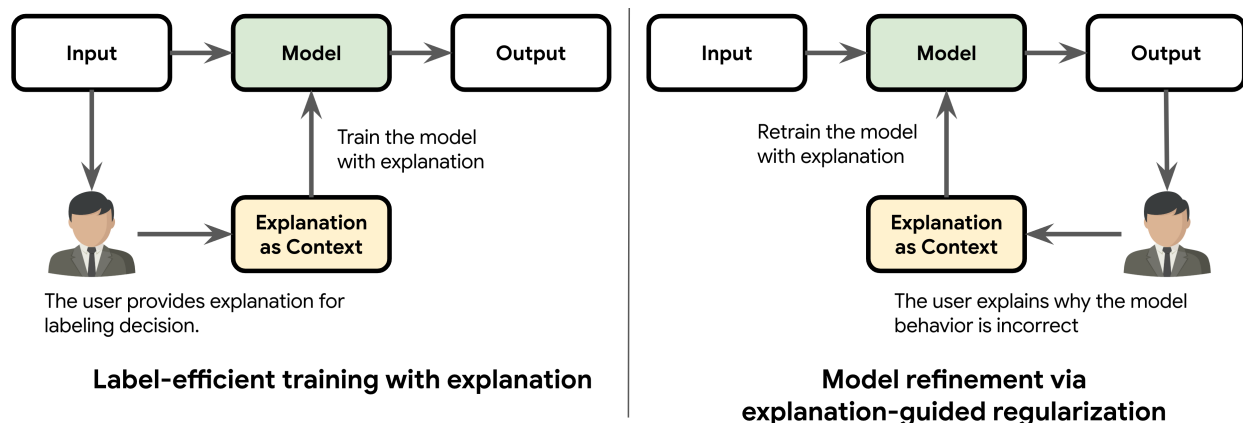 Input
Model
Output
Train the model
with explanation
Explanation
as Context
The user provides explanation for
labeling decision.
Label-efficient training with explanation
Input
Model
Output
Retrain the model
with explanation
Explanation
as Context
The user explains why the model
behavior is incorrect
Model refinement via
explanation-guided regularization